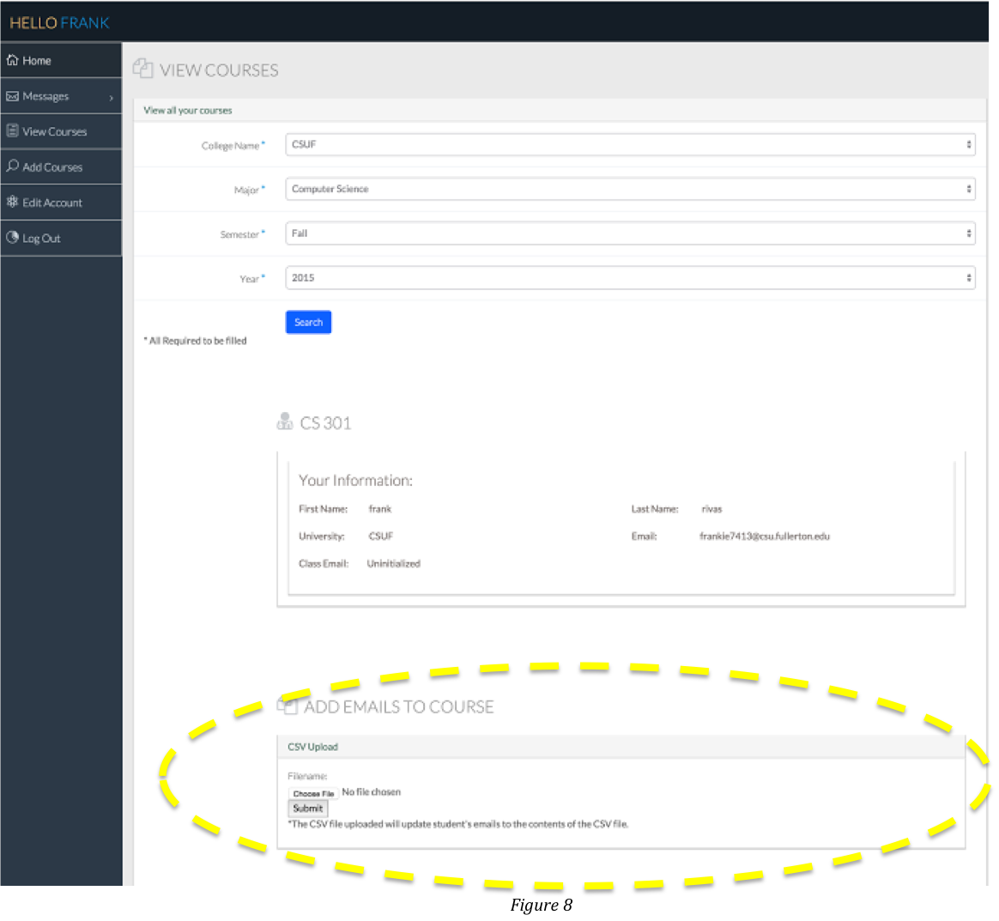 HELLO FRANK
Home
Messages
View Courses
Add Courses
Edit Account
Log Out
VIEW COURSES
View all your courses
College Name * CSUF
Major * Computer Science
Semester * Fall
Year * 2015
Search
* All Required to be filled
CS 301
Your Information:
First Name: frank Last Name: rivas
University: CSUF Email: frankie7413@csu.fullerton.edu
Class Email: Uninitialized
ADD EMAILS TO COURSE
CSV Upload
Filename:
Choose File No file chosen
Submit
*The CSV file uploaded will update student's emails to the contents of the CSV file.
Figure 8